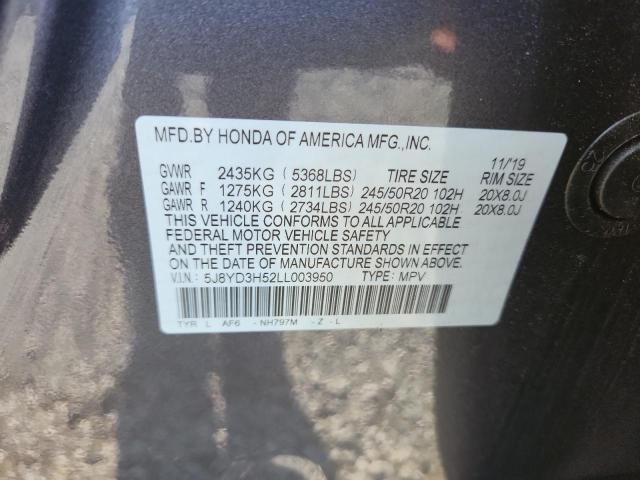 MFD.BY HONDA OF AMERICA MFG.,INC.
11/'19
GVWR 2435KG ( 5368LBS) TIRE SIZE RIM SIZE
GAWR F 1275KG ( 2811LBS) 245/50R20 102H 20X8.0J
GAWR R 1240KG ( 2734LBS) 245/50R20 102H 20X8.0J
THIS VEHICLE CONFORMS TO ALL APPLICABLE
FEDERAL MOTOR VEHICLE SAFETY
AND THEFT PREVENTION STANDARDS IN EFFECT
ON THE DATE OF MANUFACTURE SHOWN ABOVE.
V.I.N.: 5J8YD3H52LL003950 TYPE: MPV
TYR L AF6 -NH797M -Z -L